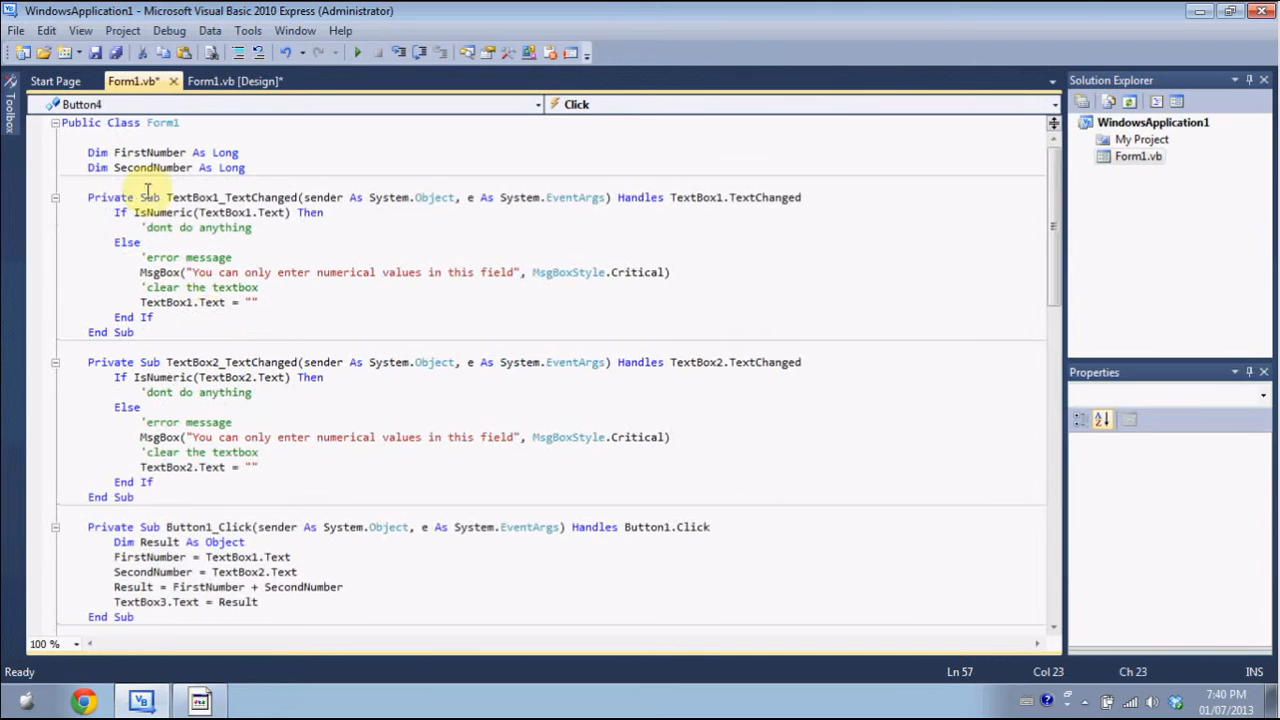 WindowsApplication1 - Microsoft Visual Basic 2010 Express (Administrator)
File Edit View Project Debug Data Tools Window Help
Start Page Form1.vb* Form1.vb [Design]*
Toolbox
Button4 Click
Public Class Form1
Dim FirstNumber As Long
Dim SecondNumber As Long
Private Sub TextBox1_TextChanged(sender As System.Object, e As System.EventArgs) Handles TextBox1.TextChanged
If IsNumeric(TextBox1.Text) Then
'dont do anything
Else
'error message
MsgBox("You can only enter numerical values in this field", MsgBoxStyle.Critical)
'clear the textbox
TextBox1.Text = ""
End If
End Sub
Private Sub TextBox2_TextChanged(sender As System.Object, e As System.EventArgs) Handles TextBox2.TextChanged
If IsNumeric(TextBox2.Text) Then
'dont do anything
Else
'error message
MsgBox("You can only enter numerical values in this field", MsgBoxStyle.Critical)
'clear the textbox
TextBox2.Text = ""
End If
End Sub
Private Sub Button1_Click(sender As System.Object, e As System.EventArgs) Handles Button1.Click
Dim Result As Object
FirstNumber = TextBox1.Text
SecondNumber = TextBox2.Text
Result = FirstNumber + SecondNumber
TextBox3.Text = Result
End Sub
100 %
Solution Explorer
WindowsApplication1
My Project
Form1.vb
Properties
Ready Ln 57 Col 23 Ch 23 INS
VB
7:40 PM
01/07/2013